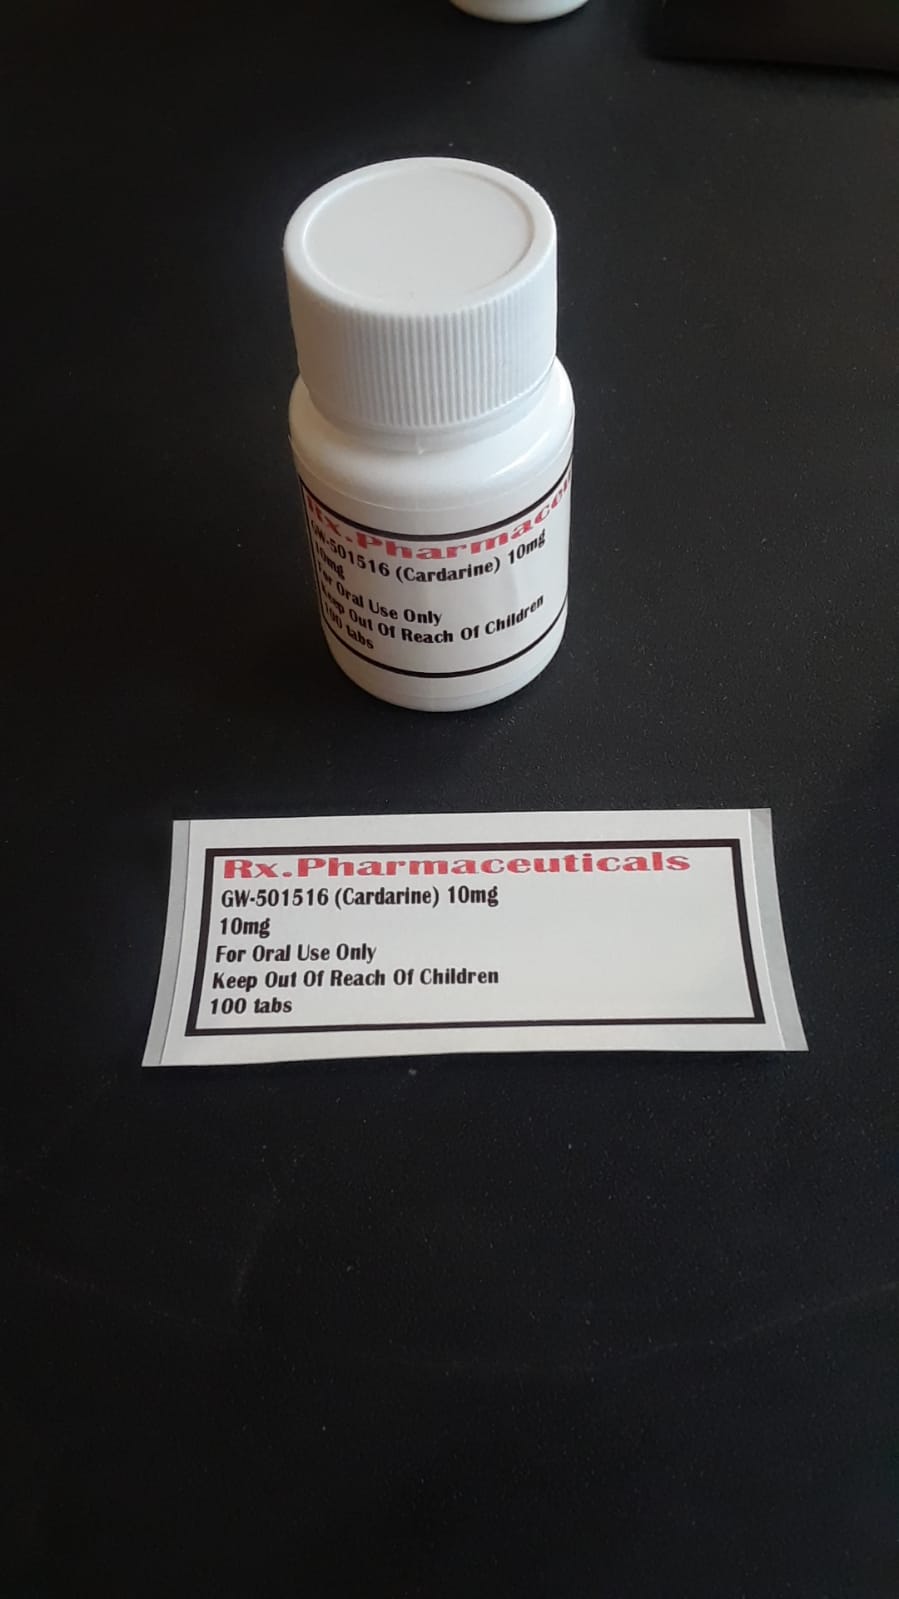 Rx.Pharmaceu
GW-501516 (Cardarine) 10mg
10mg
For Oral Use Only
Keep Out Of Reach Of Children
100 tabs
Rx.Pharmaceuticals
GW-501516 (Cardarine) 10mg
10mg
For Oral Use Only
Keep Out Of Reach Of Children
100 tabs